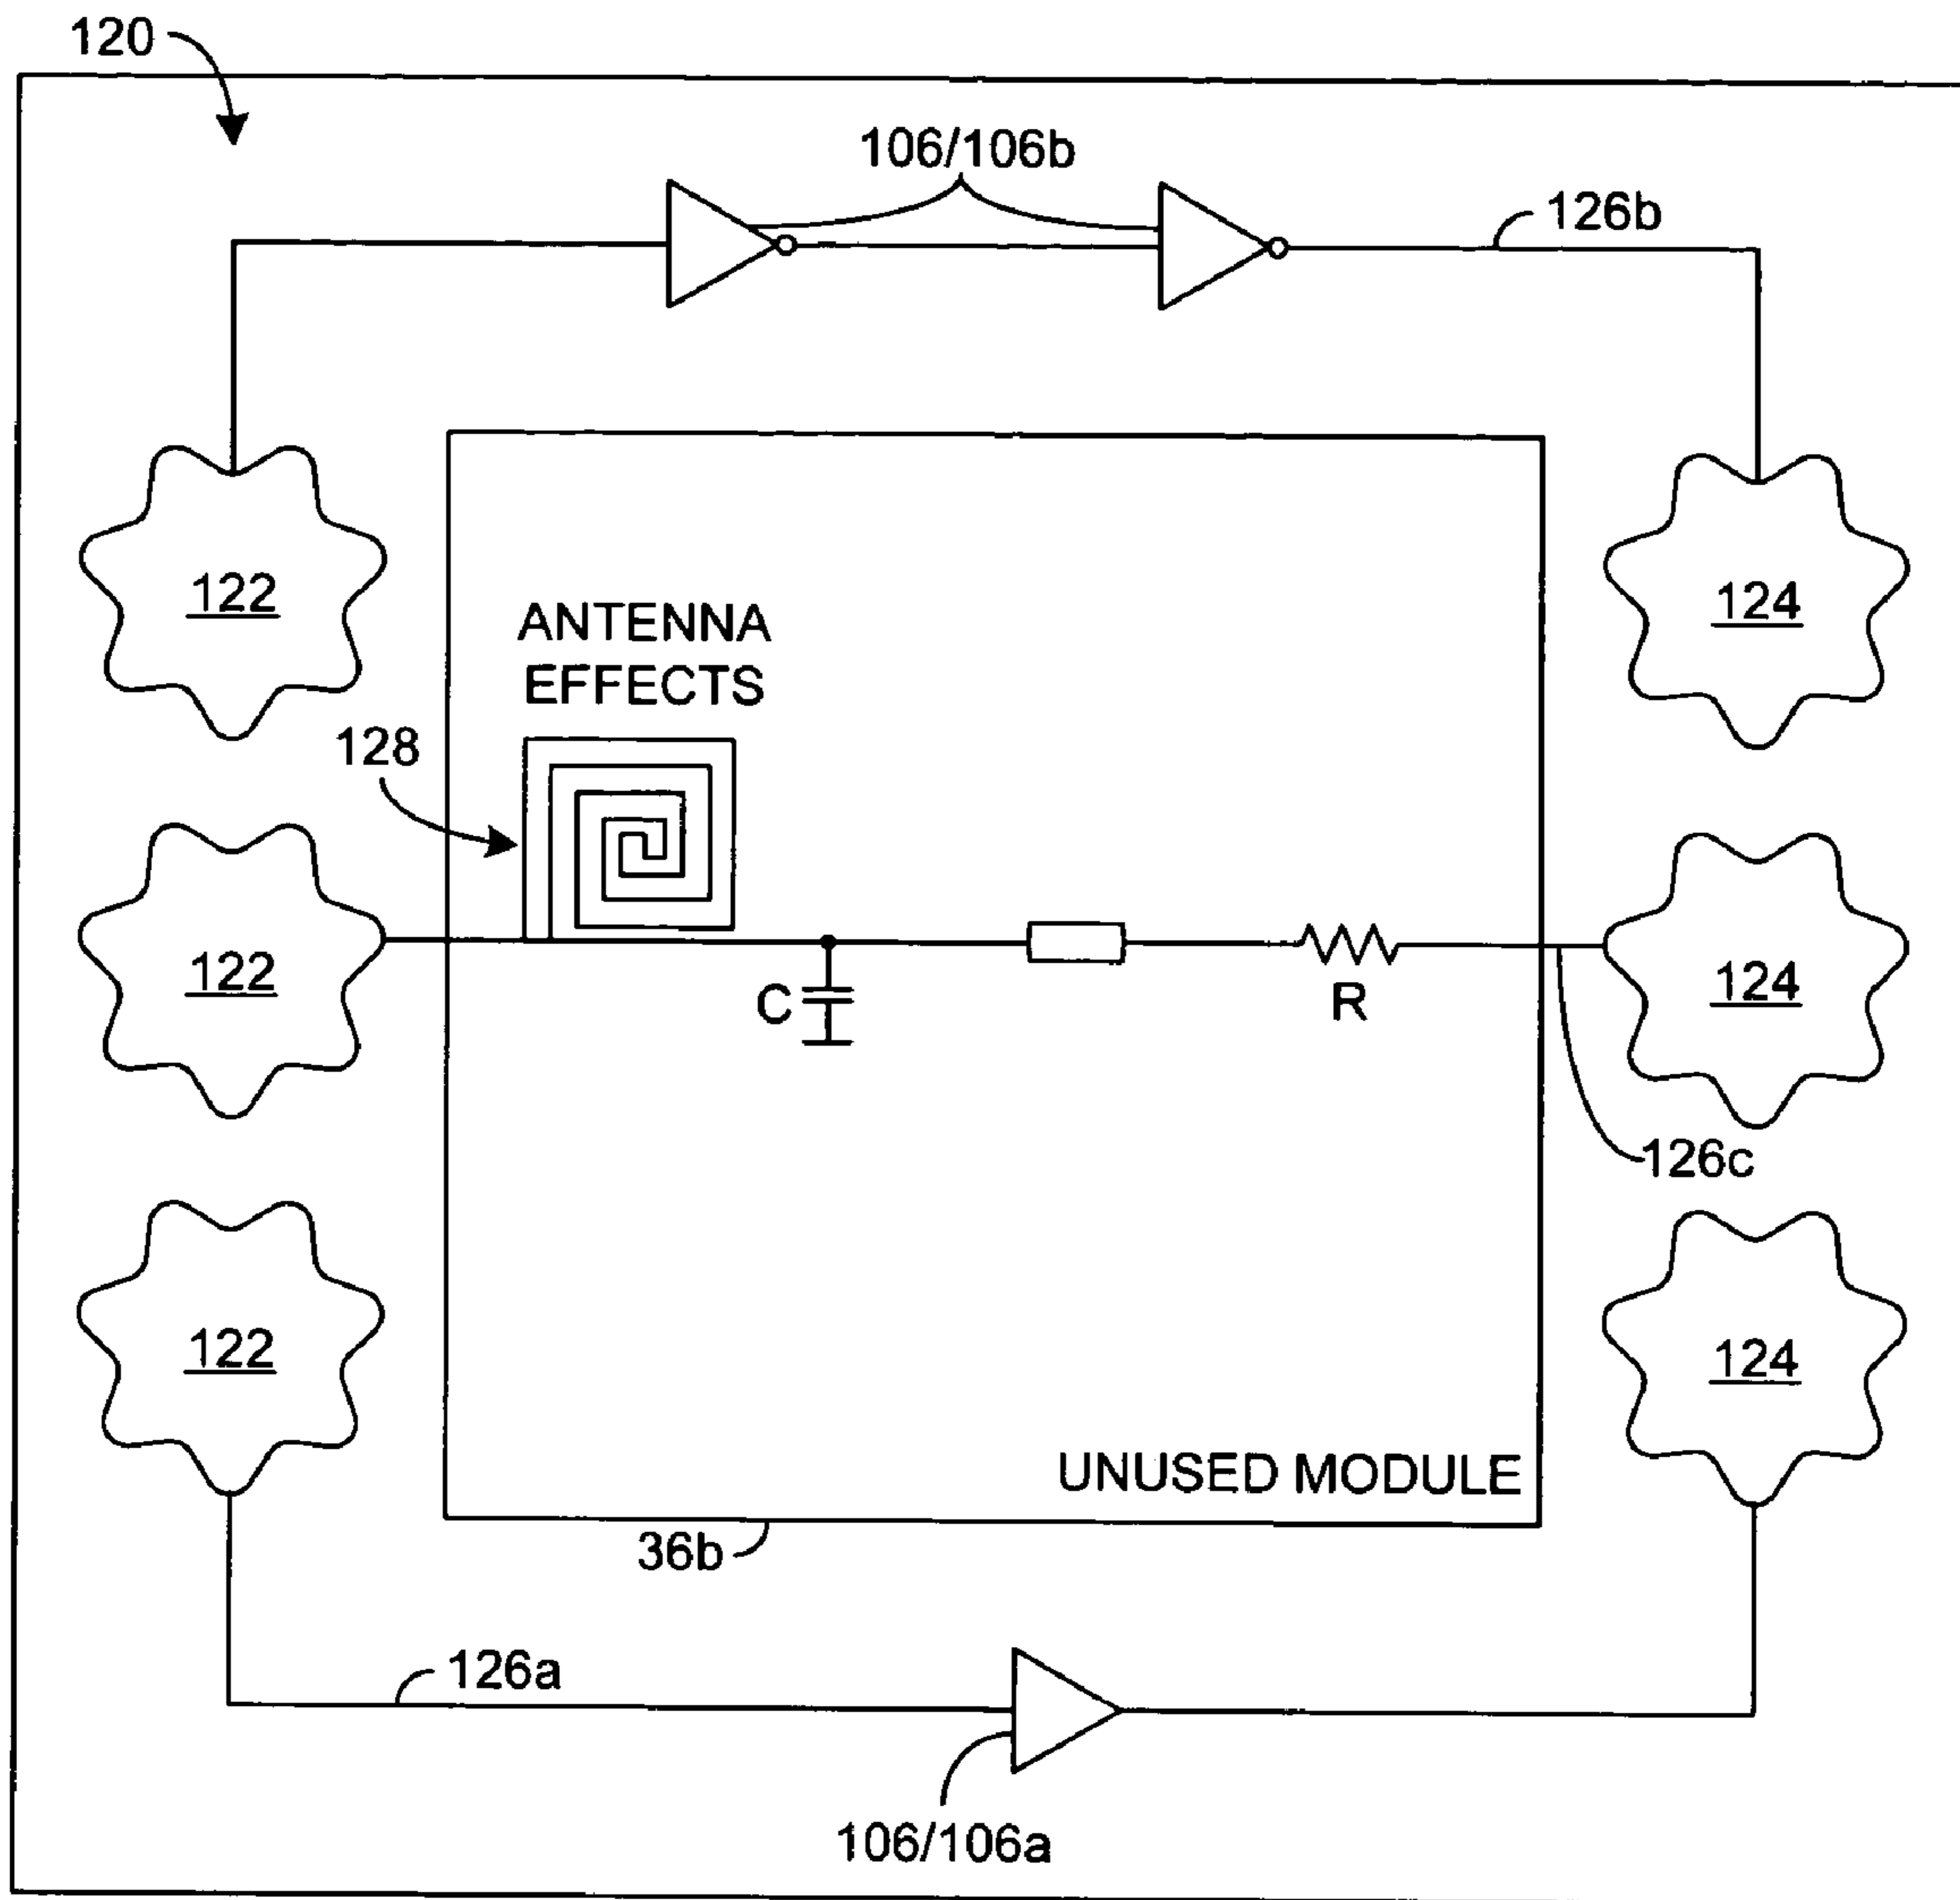 120
106/106b
126b
122
124
ANTENNA
EFFECTS
128
122
C
R
124
126c
122
124
UNUSED MODULE
36b
126a
106/106a